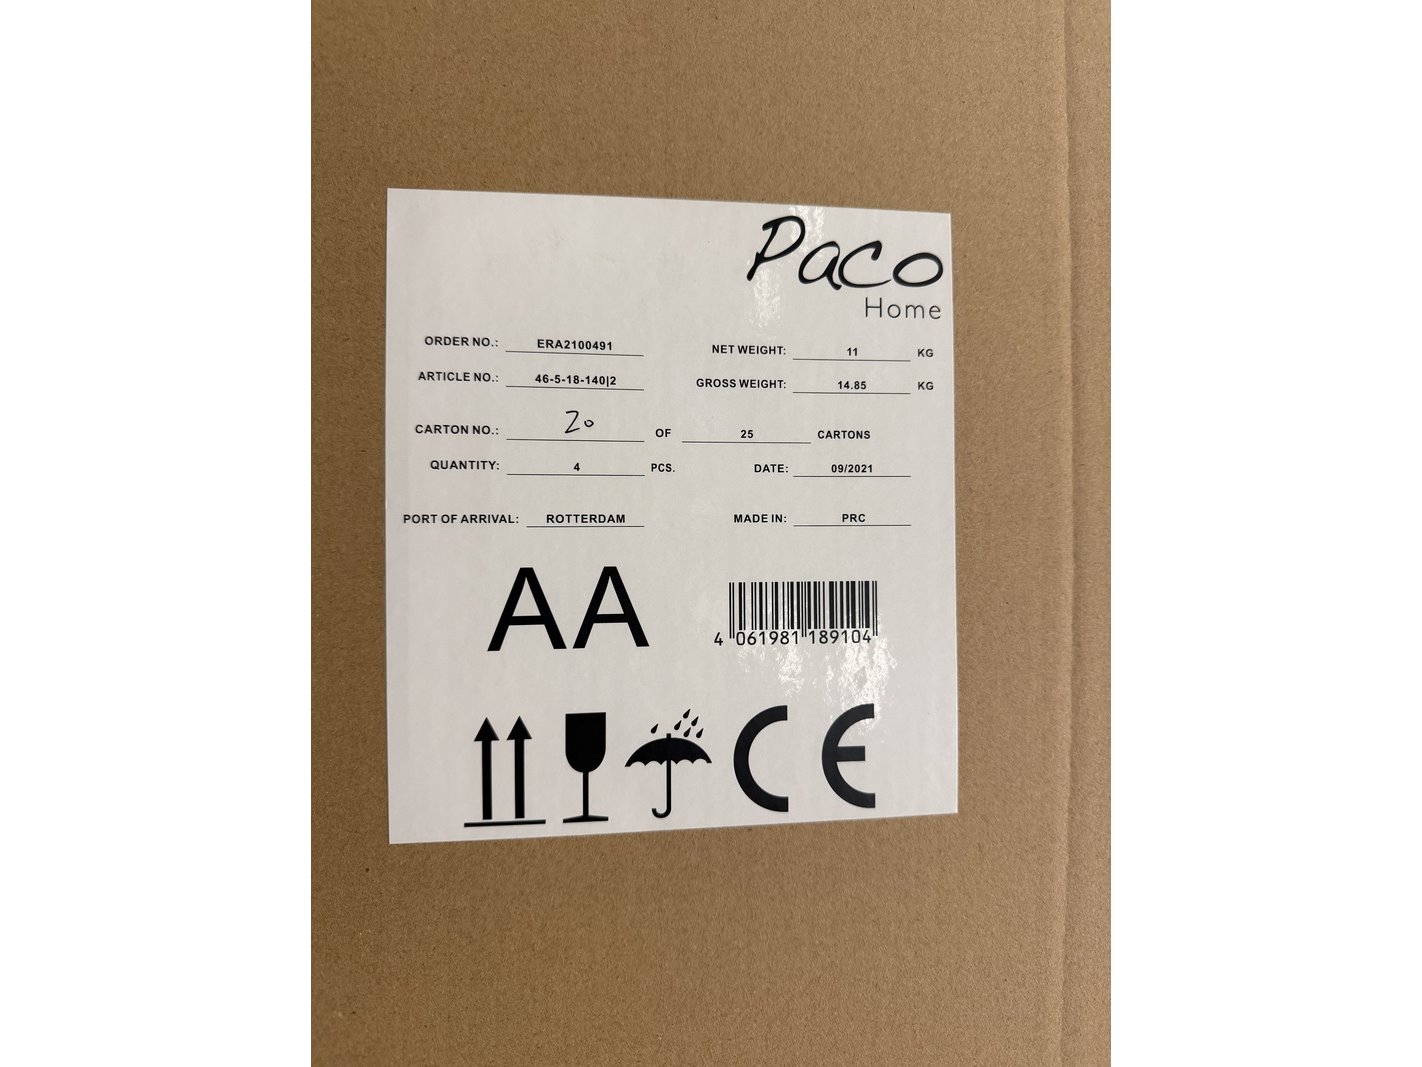 Paco
Home
ORDER NO.: ERA2100491 NET WEIGHT: 11 KG
ARTICLE NO.: 46-5-18-140|2 GROSS WEIGHT: 14.85 KG
CARTON NO.: 20 OF 25 CARTONS
QUANTITY: 4 PCS. DATE: 09/2021
PORT OF ARRIVAL: ROTTERDAM MADE IN: PRC
AA
4 061981 189104
CE